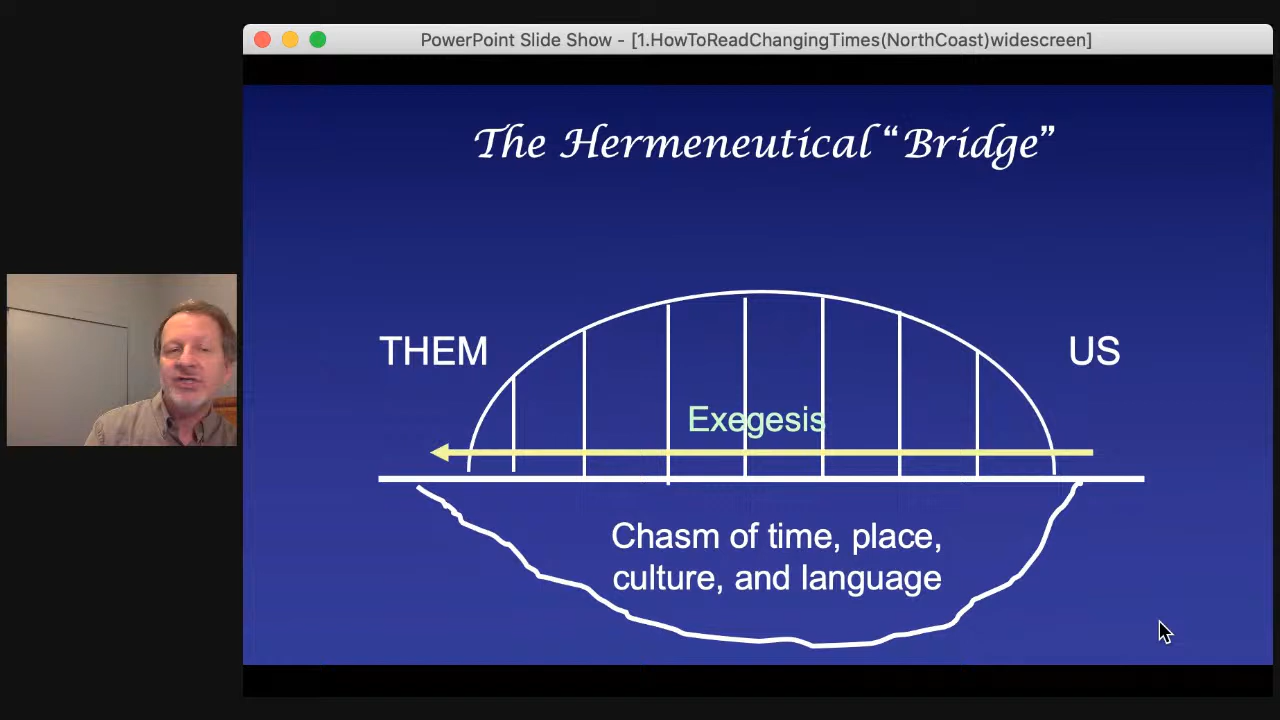 PowerPoint Slide Show - [1.HowToReadChangingTimes(NorthCoast)widescreen]
The Hermeneutical “Bridge”
THEM
US
Exegesis
Chasm of time, place,
culture, and language